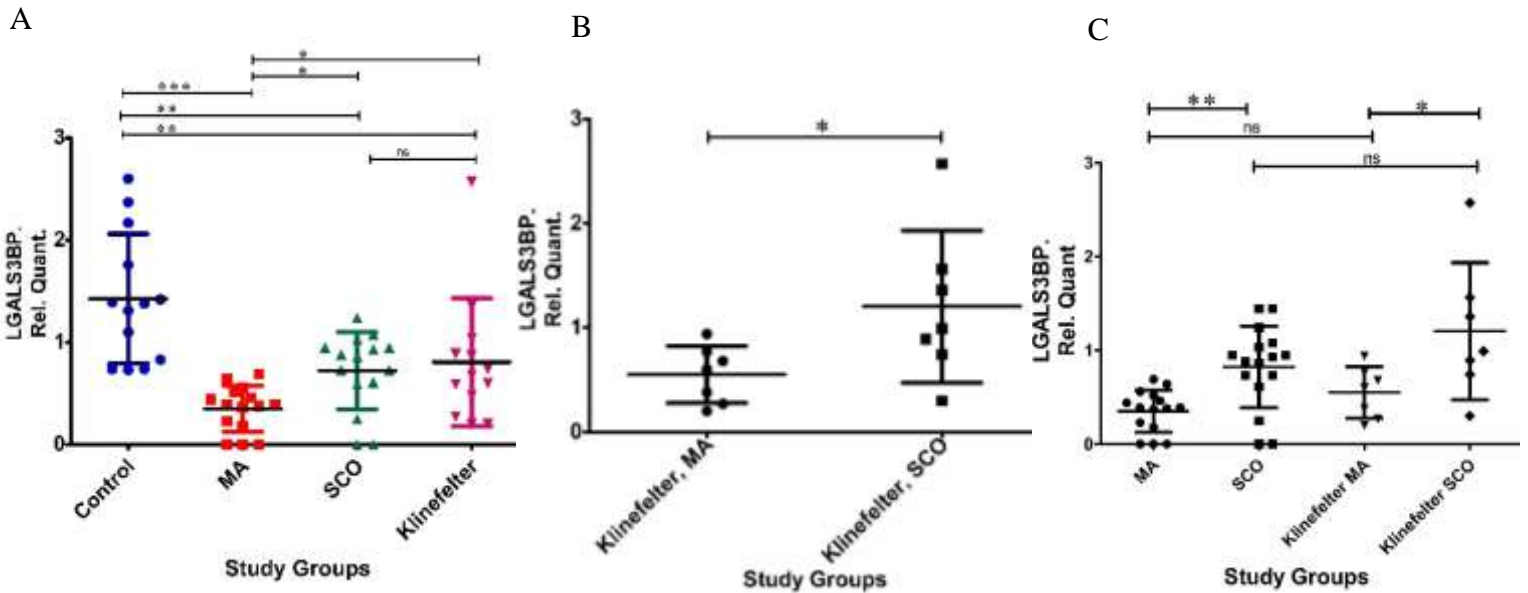 A
B
C
*
*
***
**
**
ns
3
2
1
0
LGALS3BP.
Rel. Quant.
Control
MA
SCO
Klinefelter
Study Groups
*
3
2
1
0
LGALS3BP.
Rel. Quant.
Klinefelter, MA
Klinefelter, SCO
Study Groups
**
*
ns
ns
3
2
1
0
LGALS3BP.
Rel. Quant
MA
SCO
Klinefelter MA
Klinefelter SCO
Study Groups